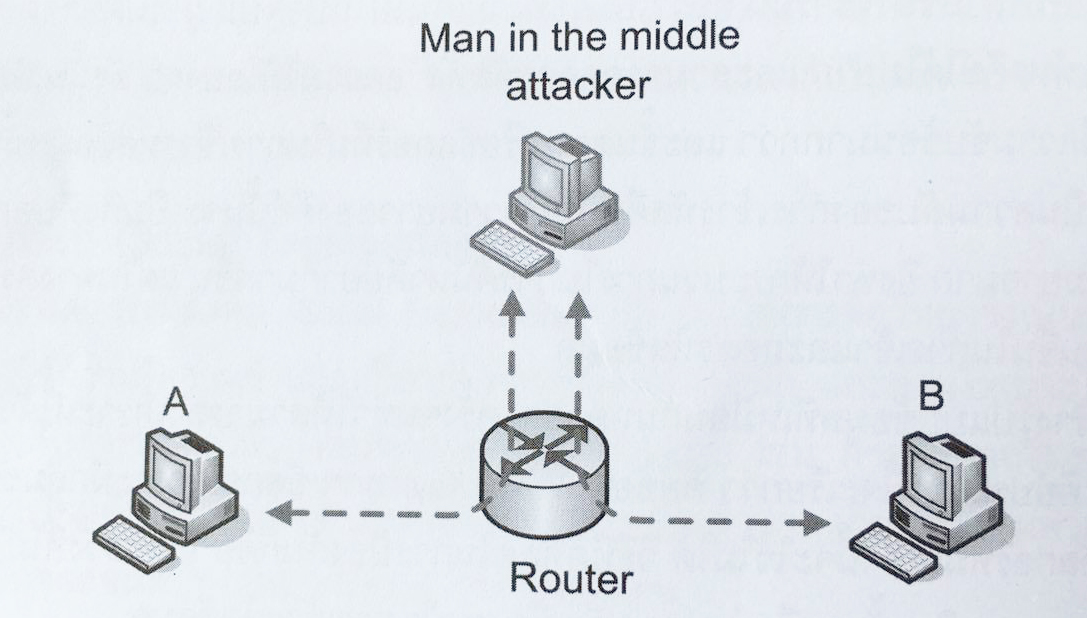 Man in the middle
attacker
A
B
Router